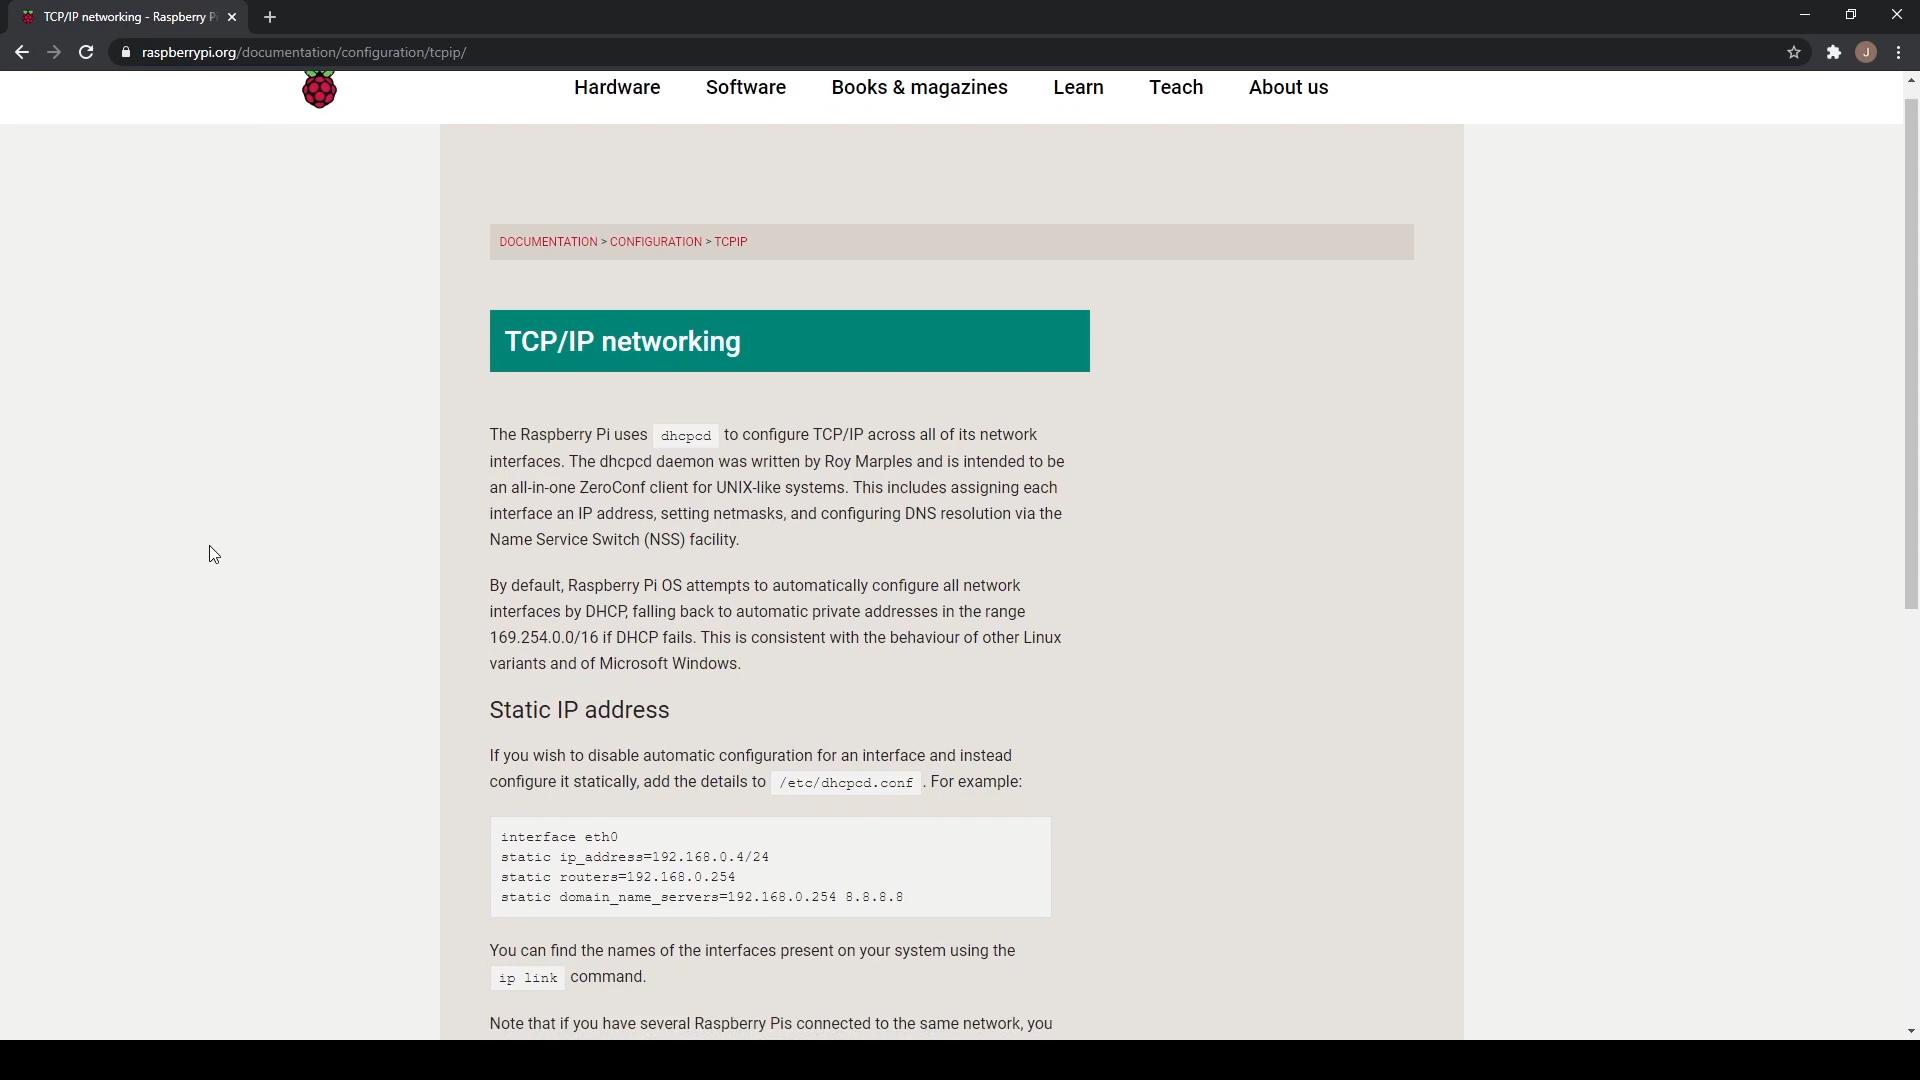 TCP/IP networking - Raspberry P
raspberrypi.org/documentation/configuration/tcpip/
J
Hardware Software Books & magazines Learn Teach About us
DOCUMENTATION > CONFIGURATION > TCPIP
TCP/IP networking
The Raspberry Pi uses dhcpcd to configure TCP/IP across all of its network
interfaces. The dhcpcd daemon was written by Roy Marples and is intended to be
an all-in-one ZeroConf client for UNIX-like systems. This includes assigning each
interface an IP address, setting netmasks, and configuring DNS resolution via the
Name Service Switch (NSS) facility.
By default, Raspberry Pi OS attempts to automatically configure all network
interfaces by DHCP, falling back to automatic private addresses in the range
169.254.0.0/16 if DHCP fails. This is consistent with the behaviour of other Linux
variants and of Microsoft Windows.
Static IP address
If you wish to disable automatic configuration for an interface and instead
configure it statically, add the details to /etc/dhcpcd.conf . For example:
interface eth0
static ip_address=192.168.0.4/24
static routers=192.168.0.254
static domain_name_servers=192.168.0.254 8.8.8.8
You can find the names of the interfaces present on your system using the
ip link command.
Note that if you have several Raspberry Pis connected to the same network, you